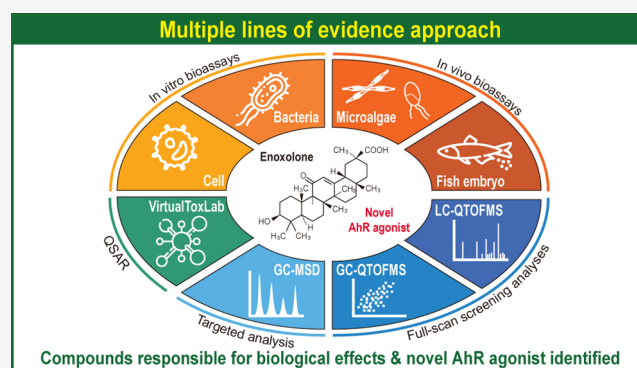 Multiple lines of evidence approach
In vitro bioassays
In vivo bioassays
Bacteria
Microalgae
Cell
Fish embryo
Enoxolone
CH₃ COOH
O
H
CH₃
H₃C
CH₃ CH₃
HO
H
H₃C CH₃
Novel
AhR agonist
VirtualToxLab
LC-QTOFMS
GC-MSD
GC-QTOFMS
QSAR
Targeted analysis
Full-scan screening analyses
Compounds responsible for biological effects & novel AhR agonist identified